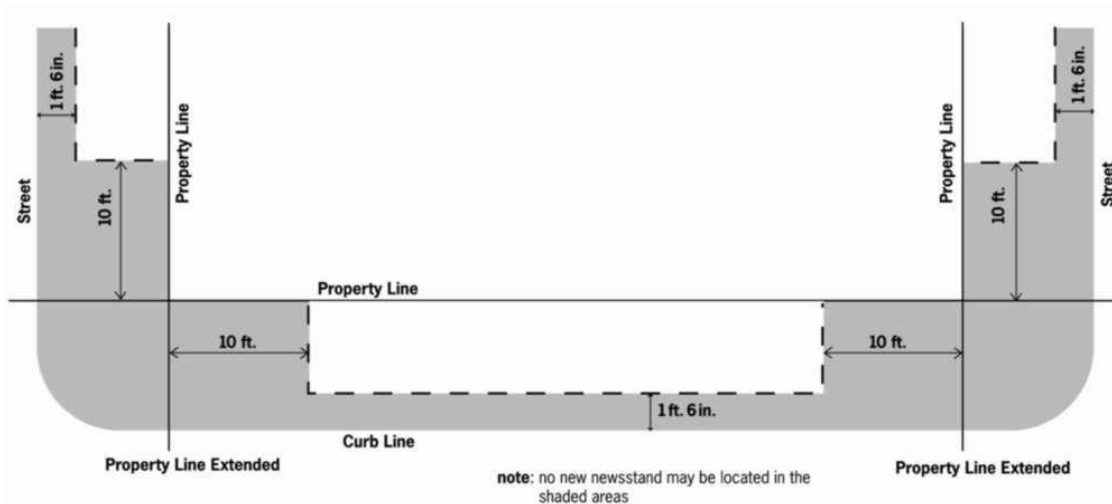 1 ft. 6 in.
1 ft. 6 in.
Property Line
Property Line
Street
10 ft.
10 ft.
Street
Property Line
10 ft.
10 ft.
1 ft. 6 in.
Curb Line
Property Line Extended
Property Line Extended
note: no new newsstand may be located in the
shaded areas